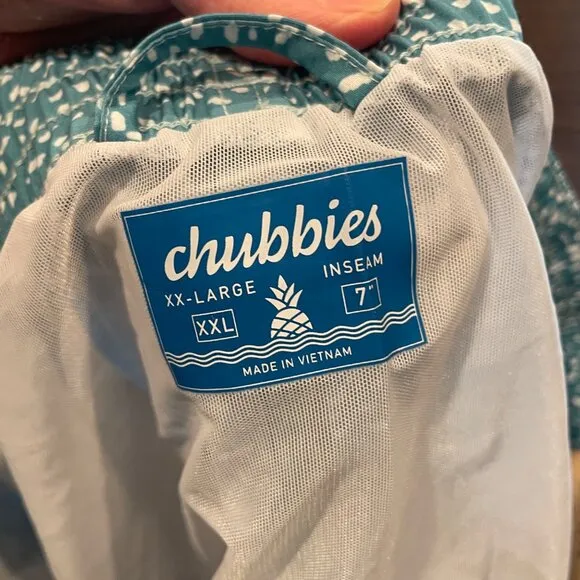 chubbies
XX-LARGE
XXL
INSEAM
7"
MADE IN VIETNAM